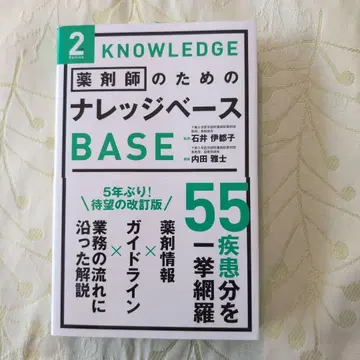 2
KNOWLEDGE
薬剤師のための
ナレッジベース
BASE
石井 伊都子
内田 雅士
5年ぶり!
待望の改訂版
55疾患分を
一挙網羅
薬剤情報
×
ガイドライン
×
業務の流れに
沿った解説